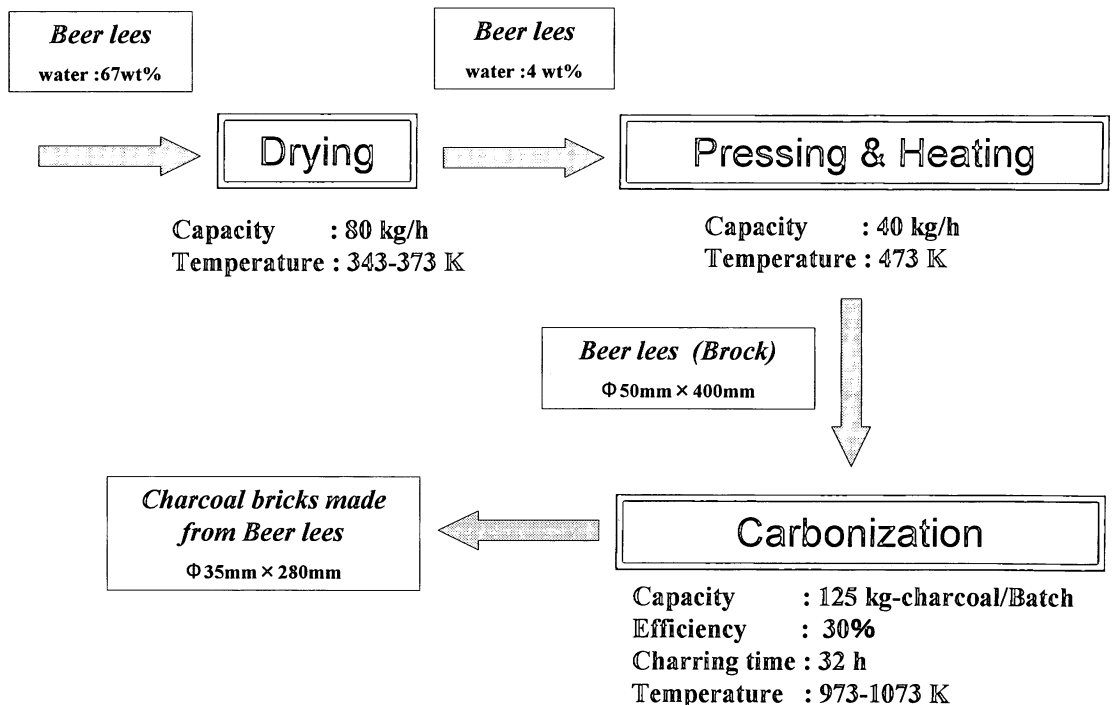 Beer lees
water :67wt%
Beer lees
water :4 wt%
Drying
Pressing & Heating
Capacity : 80 kg/h
Temperature : 343-373 K
Capacity : 40 kg/h
Temperature : 473 K
Beer lees (Brock)
Φ50mm×400mm
Charcoal bricks made
from Beer lees
Φ35mm×280mm
Carbonization
Capacity : 125 kg-charcoal/Batch
Efficiency : 30%
Charring time : 32 h
Temperature : 973-1073 K